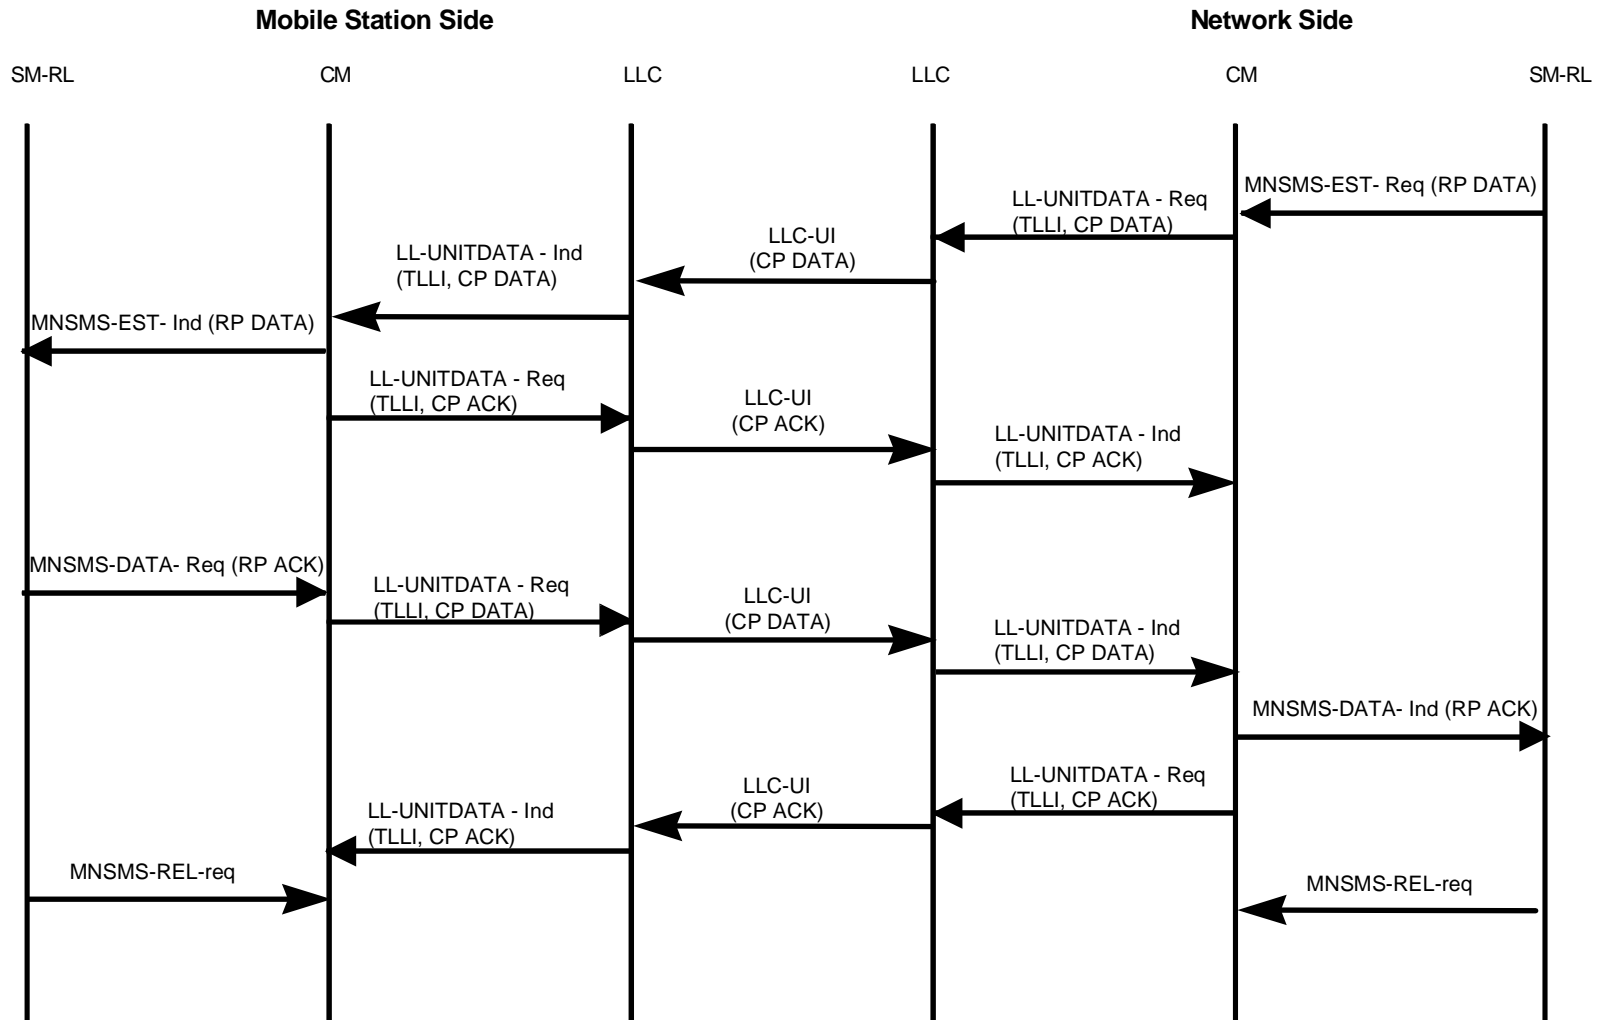 Mobile Station Side
Network Side
SM-RL
CM
LLC
LLC
CM
SM-RL
MNSMS-EST- Req (RP DATA)
LL-UNITDATA - Req
(TLLI, CP DATA)
LLC-UI
(CP DATA)
LL-UNITDATA - Ind
(TLLI, CP DATA)
MNSMS-EST- Ind (RP DATA)
LL-UNITDATA - Req
(TLLI, CP ACK)
LLC-UI
(CP ACK)
LL-UNITDATA - Ind
(TLLI, CP ACK)
MNSMS-DATA- Req (RP ACK)
LL-UNITDATA - Req
(TLLI, CP DATA)
LLC-UI
(CP DATA)
LL-UNITDATA - Ind
(TLLI, CP DATA)
MNSMS-DATA- Ind (RP ACK)
LL-UNITDATA - Req
(TLLI, CP ACK)
LLC-UI
(CP ACK)
LL-UNITDATA - Ind
(TLLI, CP ACK)
MNSMS-REL-req
MNSMS-REL-req